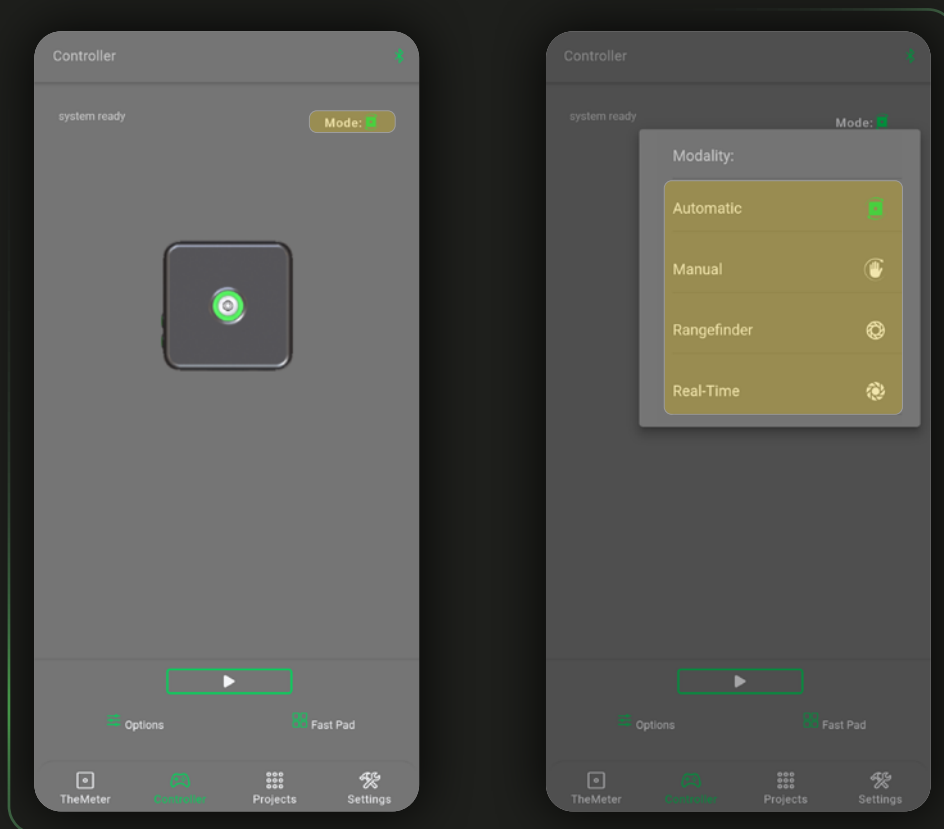 Controller
system ready
Mode:
Options
Fast Pad
TheMeter
Controller
Projects
Settings
Controller
system ready
Mode:
Modality:
Automatic
Manual
Rangefinder
Real-Time
Options
Fast Pad
TheMeter
Controller
Projects
Settings